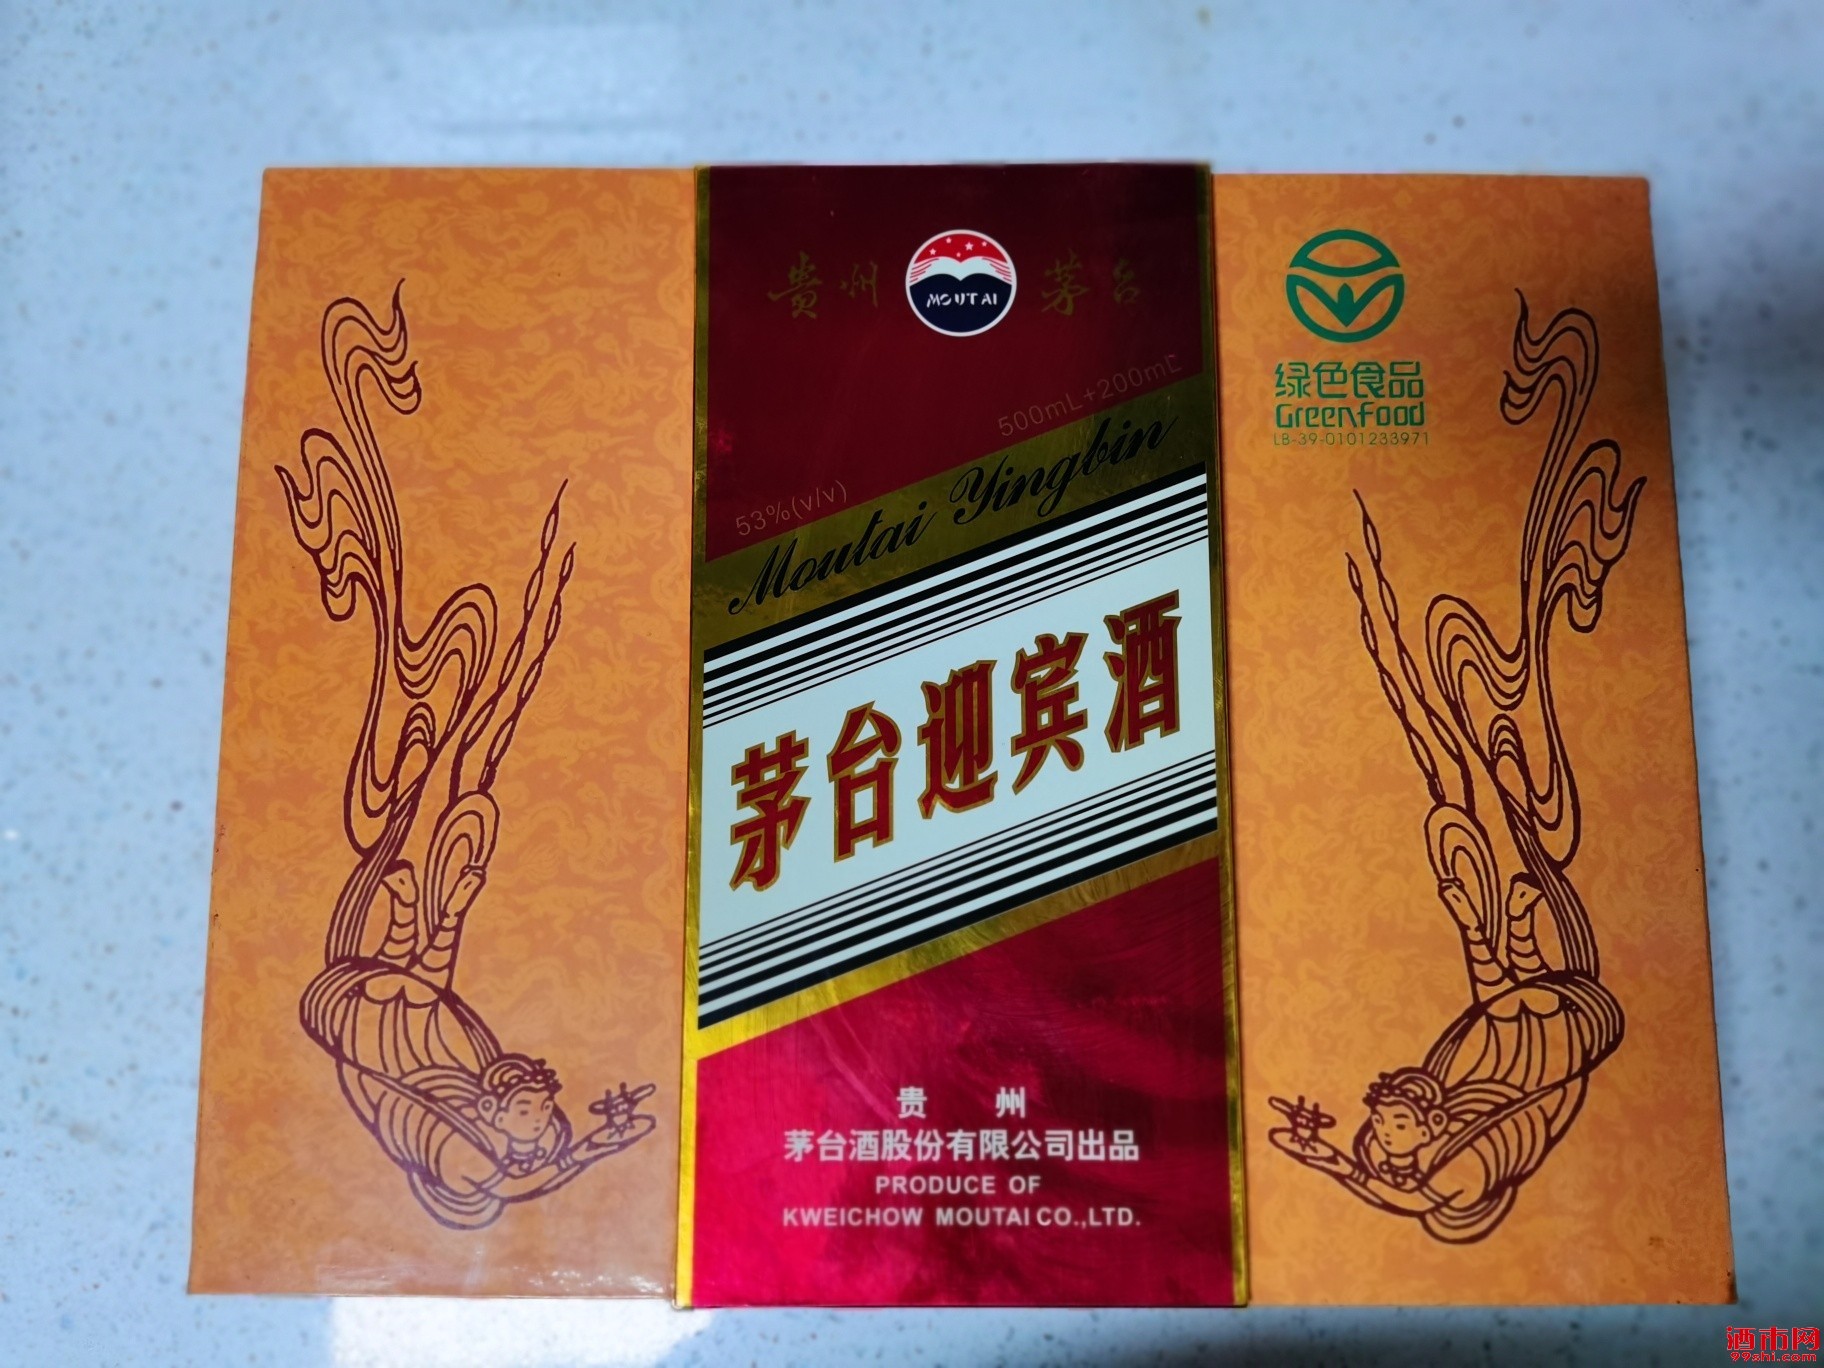 贵州
MOUTAI
茅台
500mL+200mL
53%(v/v)
Moutai Yingbin
茅台迎宾酒
贵 州
茅台酒股份有限公司出品
PRODUCE OF
KWEICHOW MOUTAI CO.,LTD.
绿色食品
GreenFood
LB-39-0101233971
酒市网
99shi.com